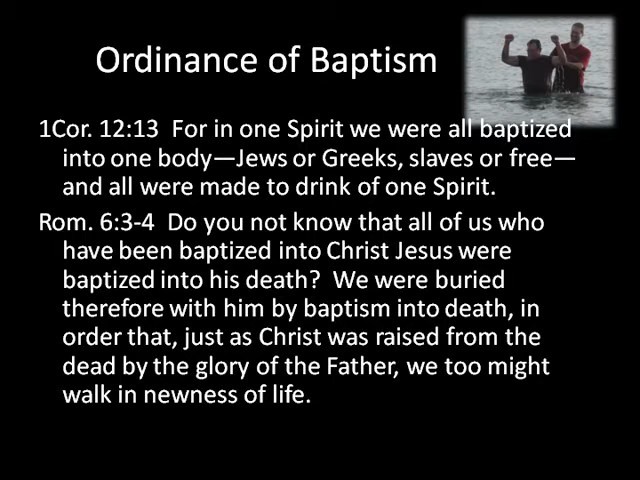 Ordinance of Baptism
1Cor. 12:13  For in one Spirit we were all baptized
into one body—Jews or Greeks, slaves or free—
and all were made to drink of one Spirit.
Rom. 6:3-4  Do you not know that all of us who
have been baptized into Christ Jesus were
baptized into his death?  We were buried
therefore with him by baptism into death, in
order that, just as Christ was raised from the
dead by the glory of the Father, we too might
walk in newness of life.